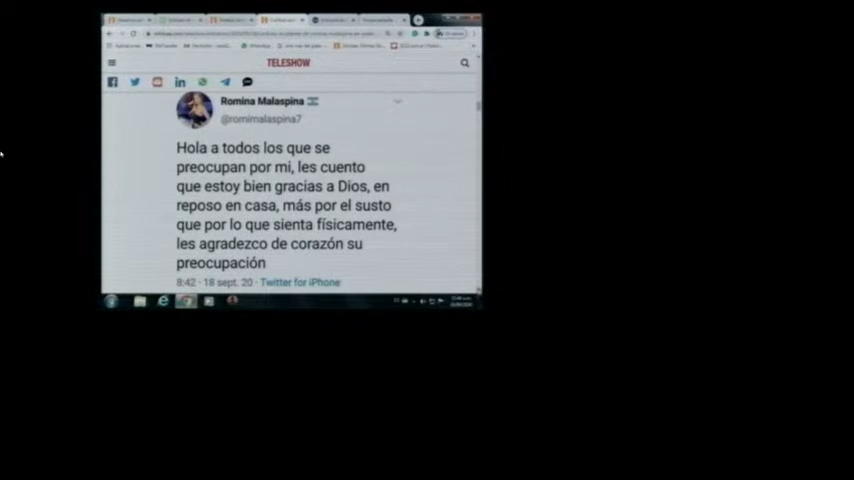 TELESHOW
Romina Malaspina
@romimalaspina7
Hola a todos los que se
preocupan por mi, les cuento
que estoy bien gracias a Dios, en
reposo en casa, más por el susto
que por lo que sienta físicamente,
les agradezco de corazón su
preocupación
8:42 · 18 sept. 20 · Twitter for iPhone